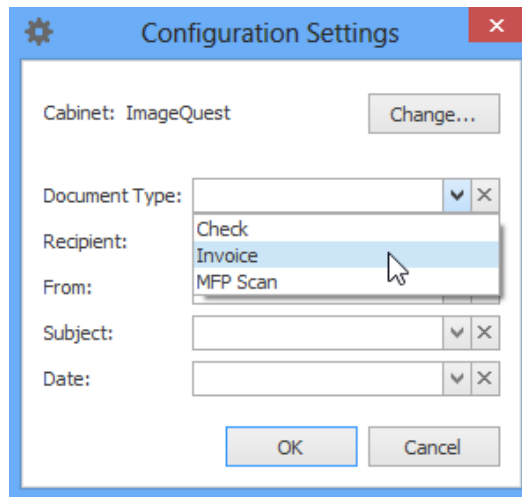 Configuration Settings
Cabinet: ImageQuest
Change...
Document Type:
Check
Recipient:
Invoice
MFP Scan
From:
Subject:
Date:
OK
Cancel